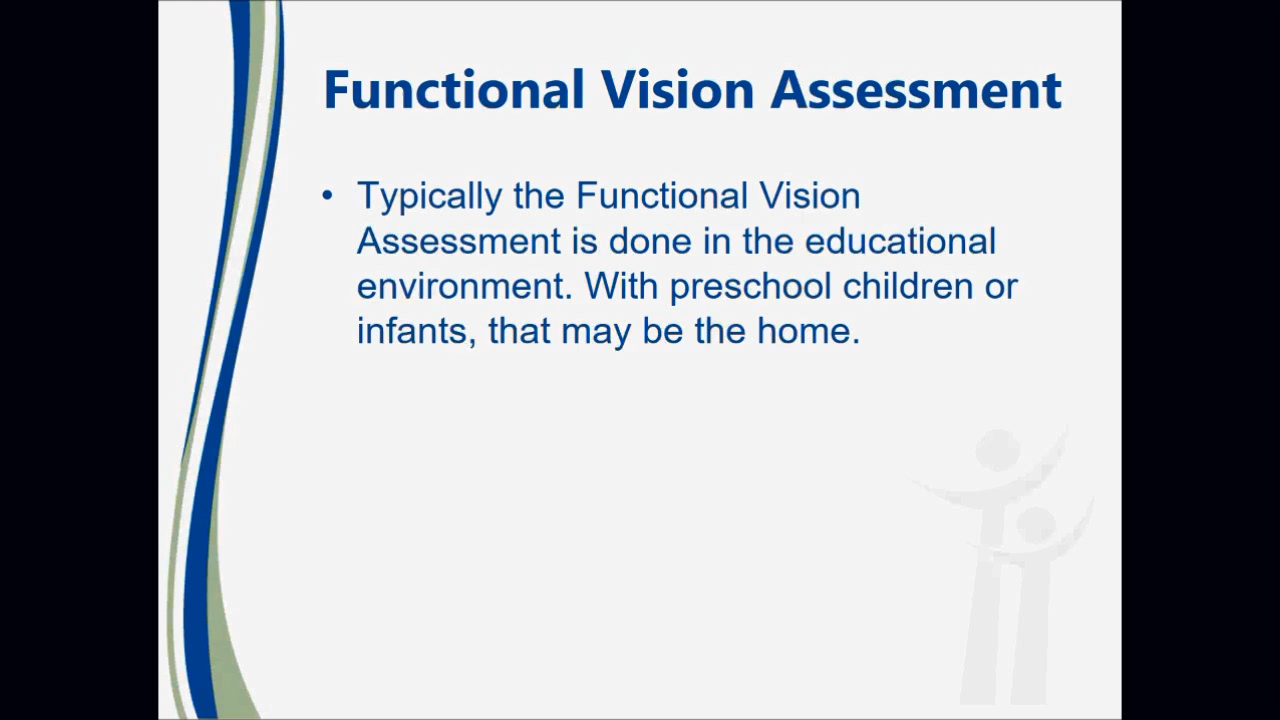 Functional Vision Assessment
• Typically the Functional Vision
Assessment is done in the educational
environment. With preschool children or
infants, that may be the home.